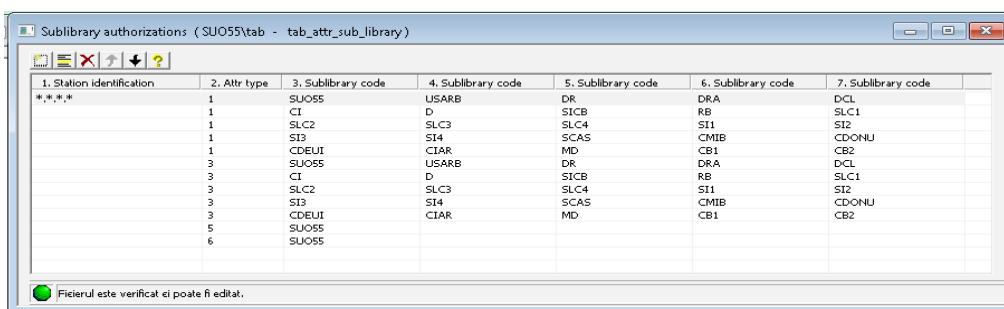 Sublibrary authorizations ( SUO55\tab - tab_attr_sub_library )
1. Station identification 2. Attr type 3. Sublibrary code 4. Sublibrary code 5. Sublibrary code 6. Sublibrary code 7. Sublibrary code
*.*.*.* 1 SUO55 USARB DR DRA DCL
1 CI D SICB RB SLC1
1 SLC2 SLC3 SLC4 SI1 SI2
1 SI3 SI4 SCAS CMIB CDONU
1 CDEUI CIAR MD CB1 CB2
3 SUO55 USARB DR DRA DCL
3 CI D SICB RB SLC1
3 SLC2 SLC3 SLC4 SI1 SI2
3 SI3 SI4 SCAS CMIB CDONU
3 CDEUI CIAR MD CB1 CB2
5 SUO55
6 SUO55
Fiєierul este verificat єi poate fi editat.